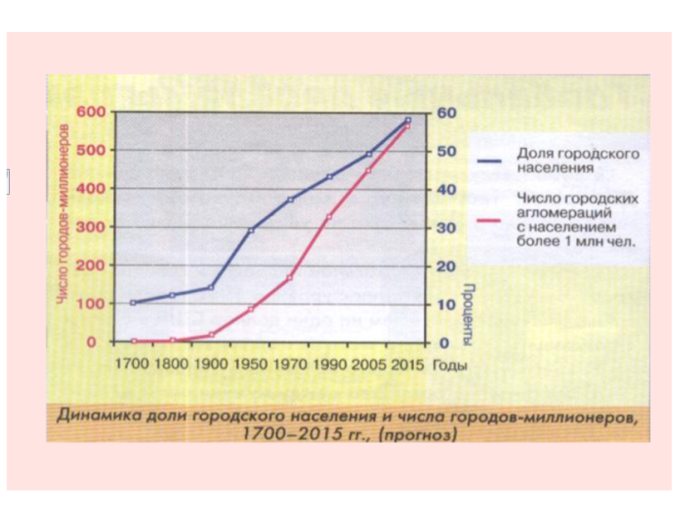 600
500
400
300
200
100
0
Число городов-миллионеров
60
50
40
30
20
10
0
Проценты
1700 1800 1900 1950 1970 1990 2005 2015 Годы
Доля городского
населения
Число городских
агломераций
с населением
более 1 млн чел.
Динамика доли городского населения и числа городов-миллионеров,
1700–2015 гг., (прогноз)